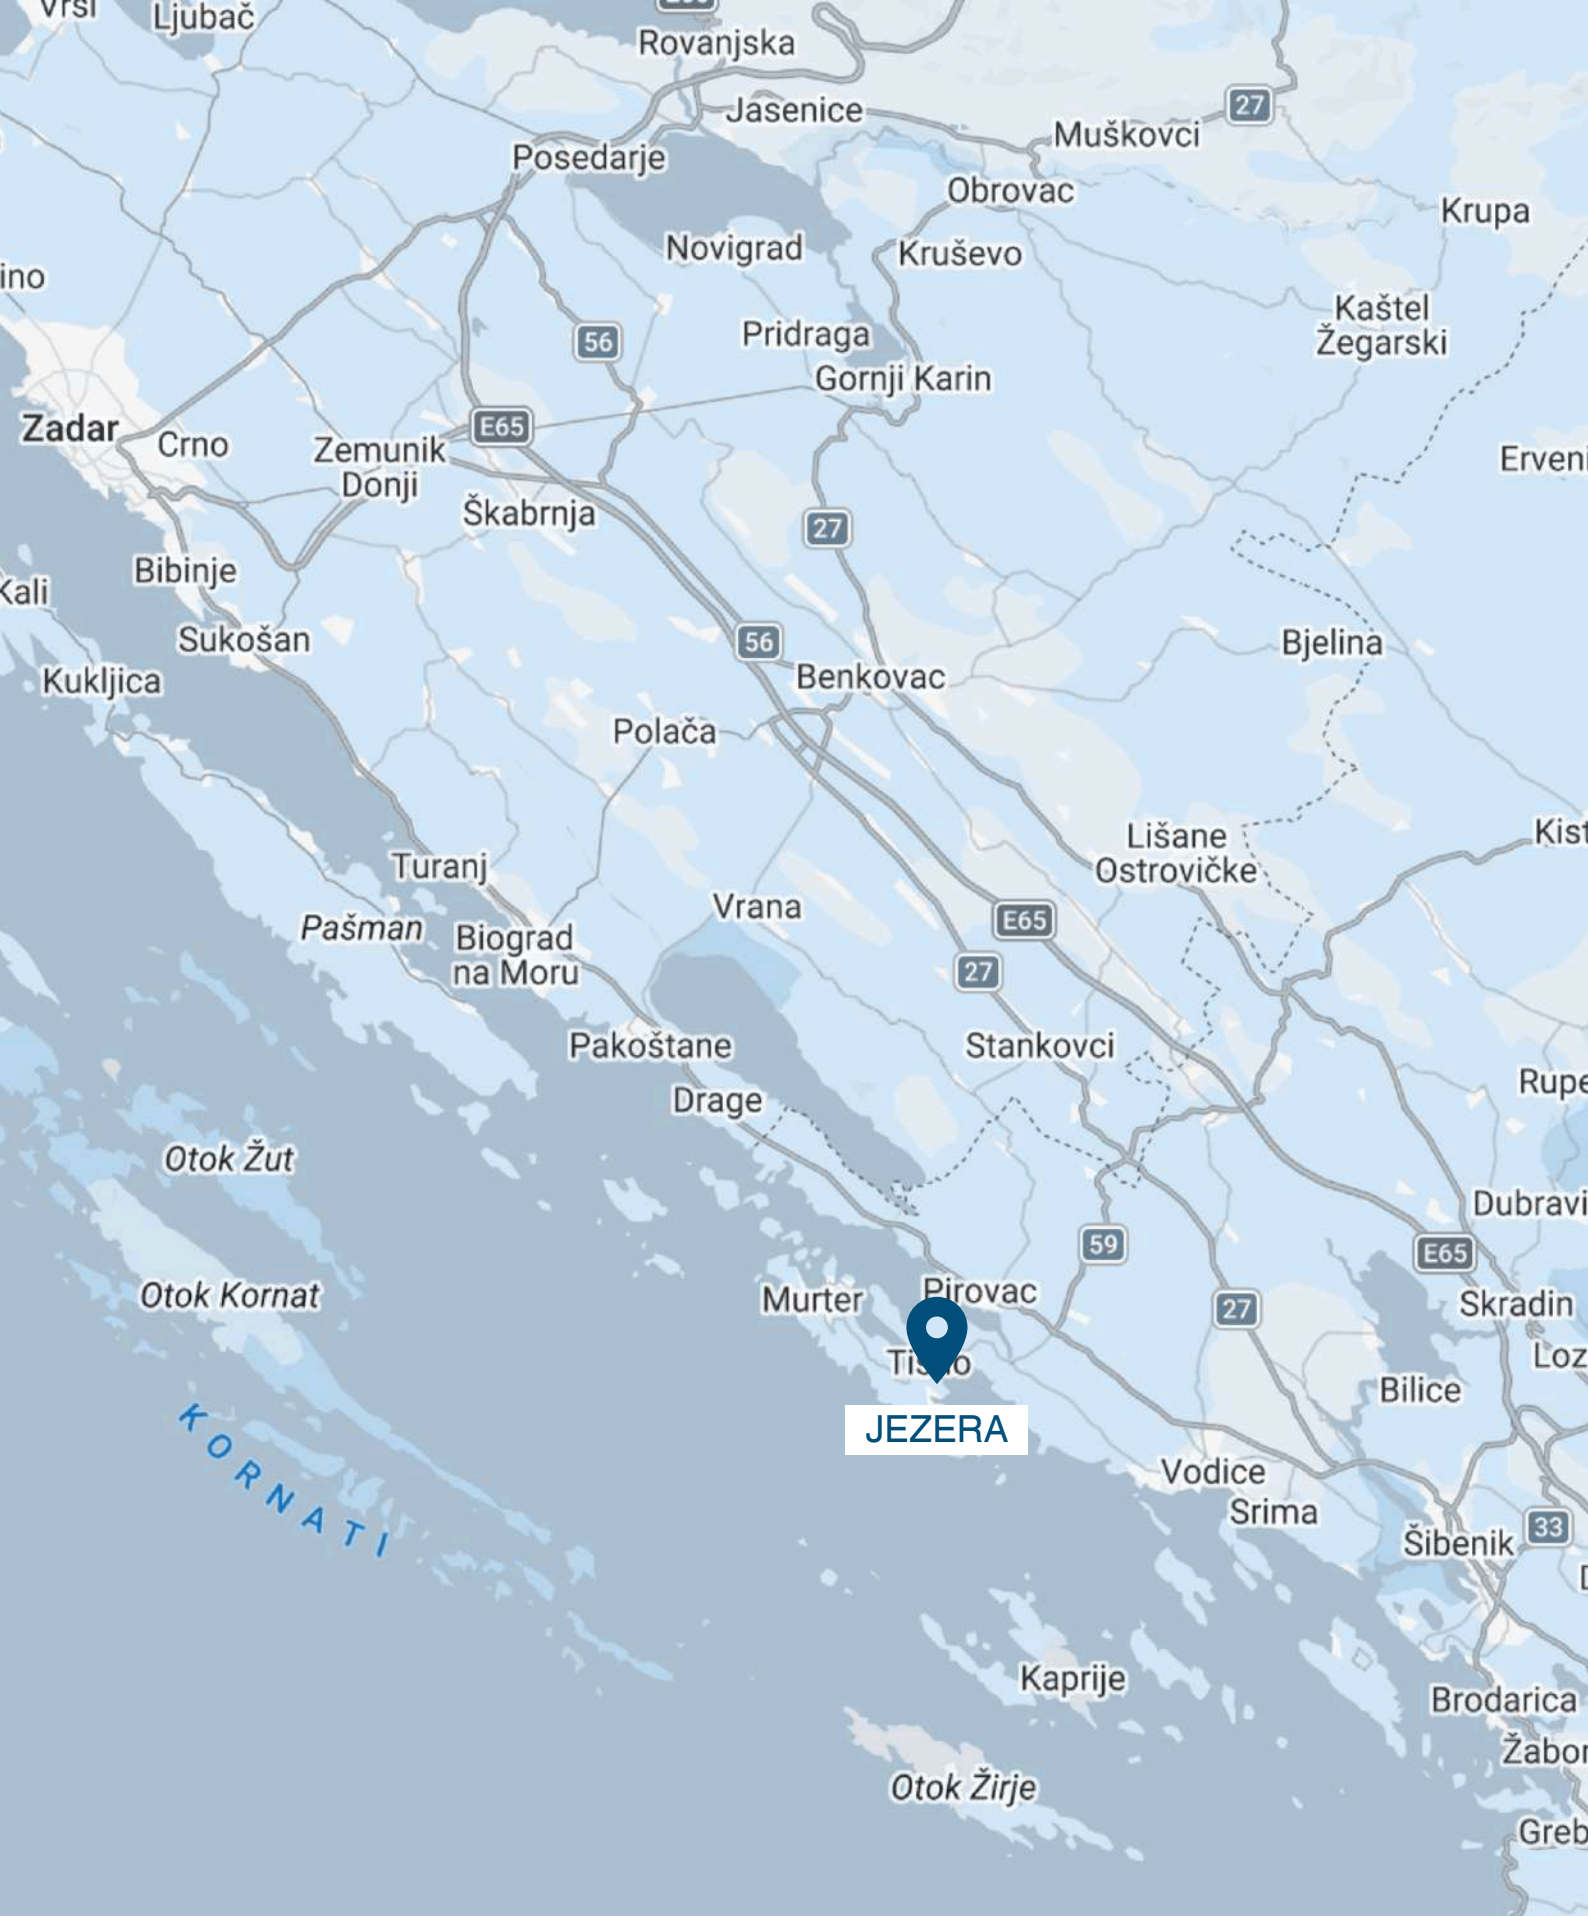 Vrsi
Ljubač
Rovanjska
Jasenice
27
Muškovci
Posedarje
Obrovac
Krupa
Novigrad
Kruševo
ino
Kaštel
Žegarski
56
Pridraga
Gornji Karin
Zadar
E65
Crno
Zemunik
Donji
Erveni
Škabrnja
27
Bibinje
Kali
Sukošan
56
Bjelina
Kukljica
Benkovac
Polača
Lišane
Ostrovičke
Kist
Turanj
Vrana
Pašman
E65
Biograd
na Moru
27
Pakoštane
Stankovci
Rupe
Drage
Otok Žut
Dubravi
59
E65
Otok Kornat
Murter
Pirovac
27
Skradin
Tisno
Loz
Bilice
JEZERA
KORNATI
Vodice
Srima
33
Šibenik
Kaprije
Brodarica
Žabor
Otok Žirje
Greb